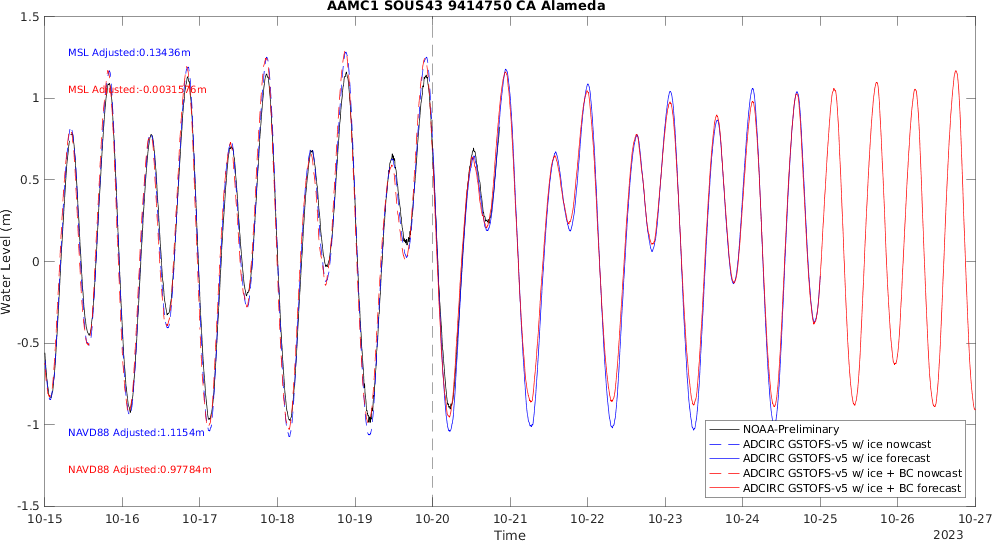 AAMC1 SOUS43 9414750 CA Alameda
1.5
1
0.5
0
-0.5
-1
-1.5
Water Level (m)
MSL Adjusted:0.13436m
MSL Adjusted:-0.0031576m
NAVD88 Adjusted:1.1154m
NAVD88 Adjusted:0.97784m
NOAA-Preliminary
ADCIRC GSTOFS-v5 w/ ice nowcast
ADCIRC GSTOFS-v5 w/ ice forecast
ADCIRC GSTOFS-v5 w/ ice + BC nowcast
ADCIRC GSTOFS-v5 w/ ice + BC forecast
10-15 10-16 10-17 10-18 10-19 10-20 10-21 10-22 10-23 10-24 10-25 10-26 10-27
Time
2023